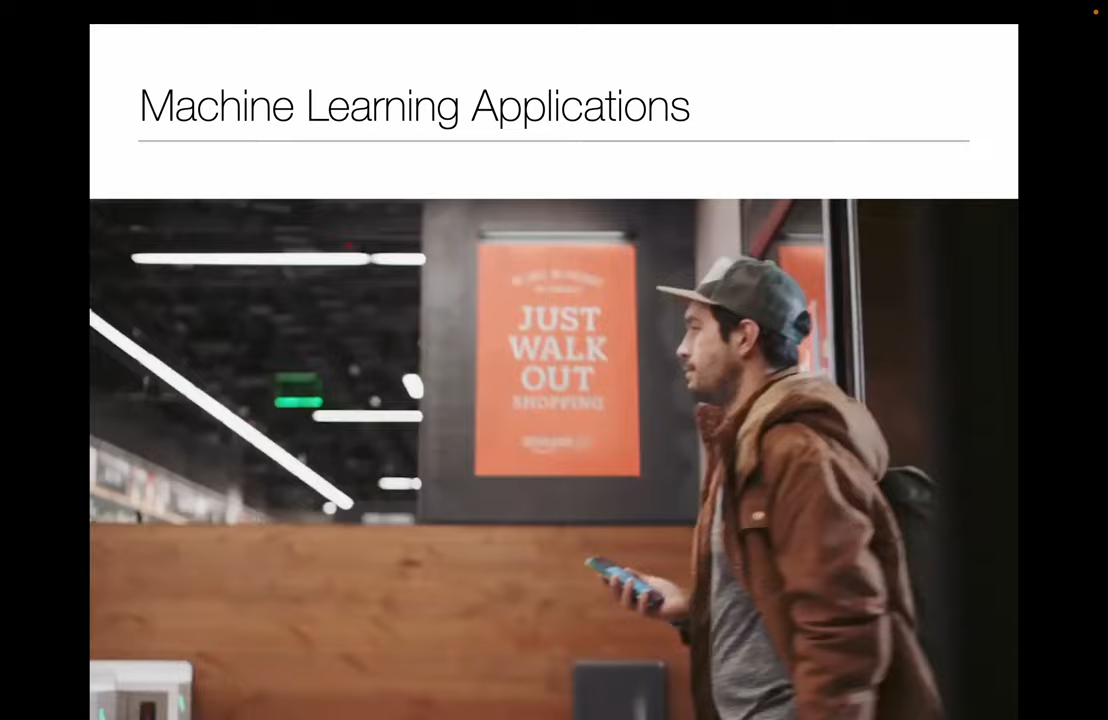 Machine Learning Applications
JUST
WALK
OUT
SHOPPING